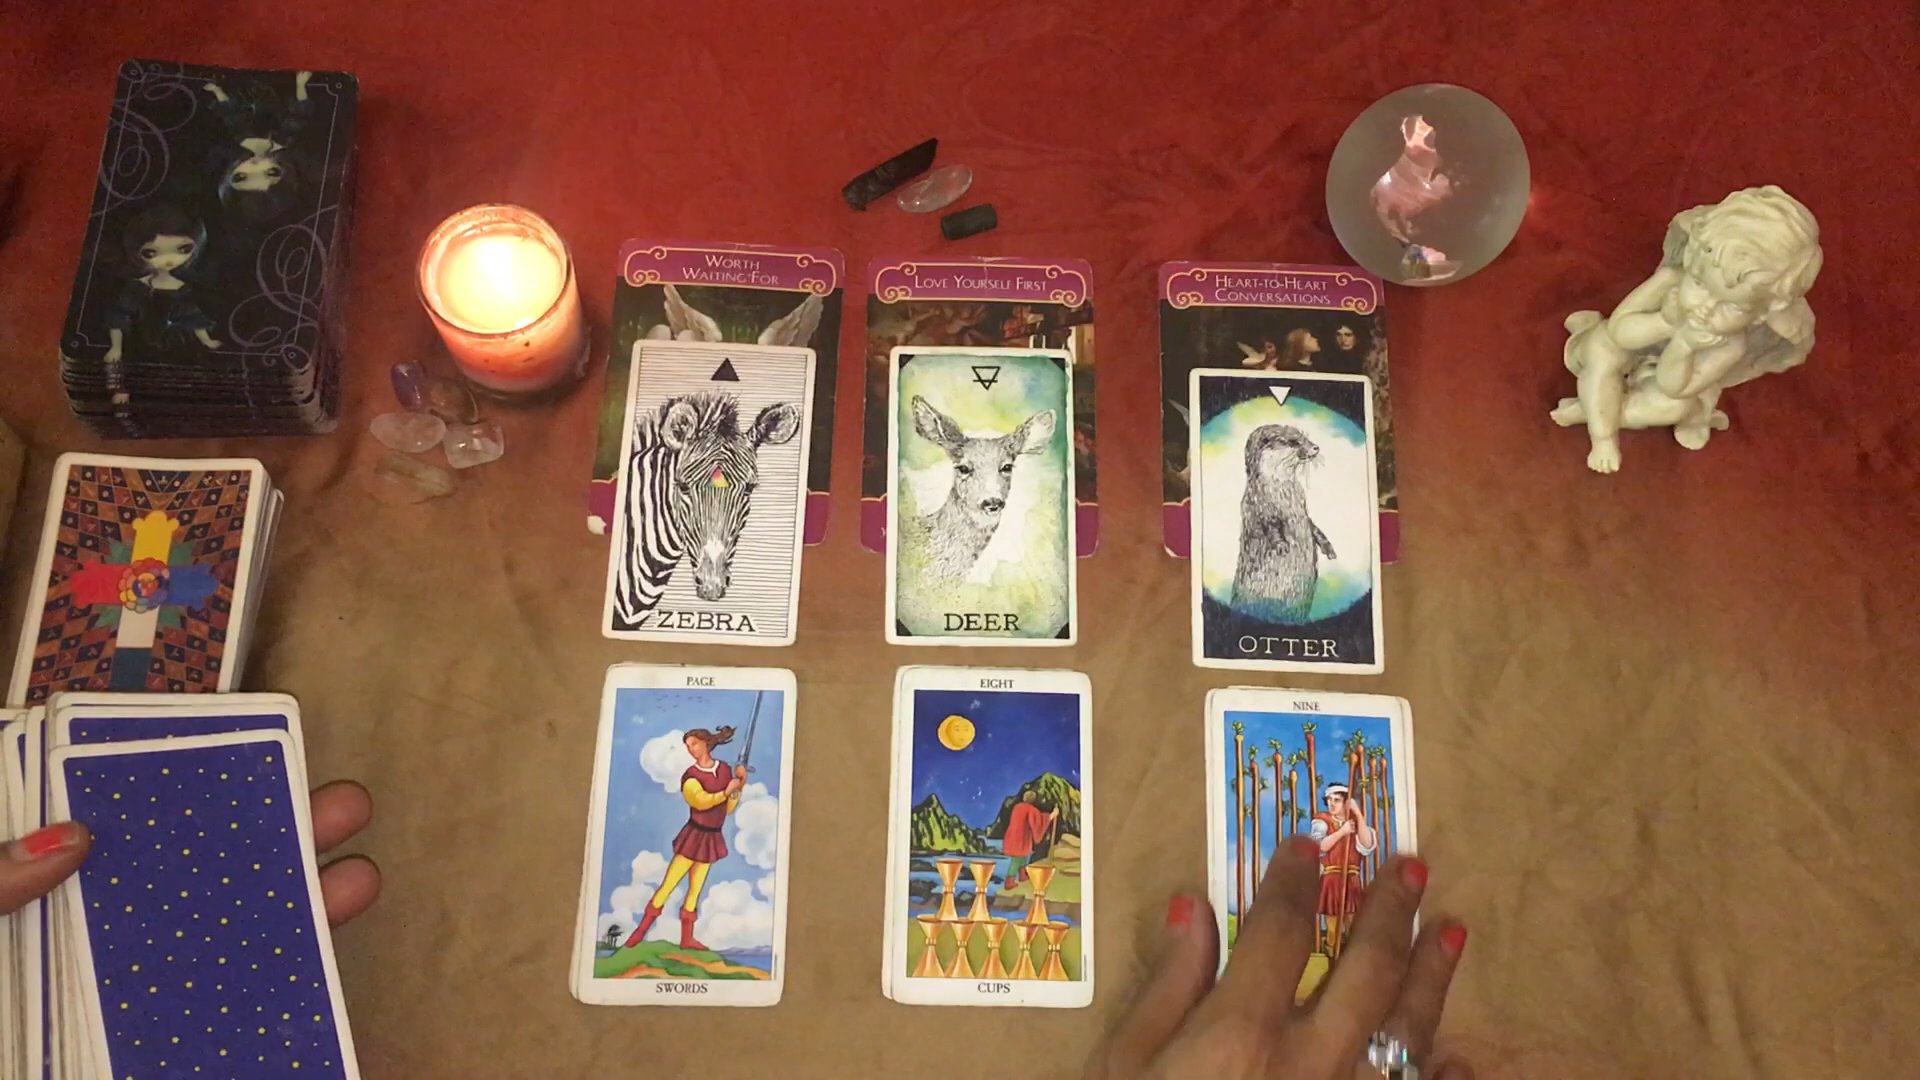 WORTH
WAITING FOR
LOVE YOURSELF FIRST
HEART-TO-HEART
CONVERSATIONS
ZEBRA
DEER
OTTER
PAGE
SWORDS
EIGHT
CUPS
NINE